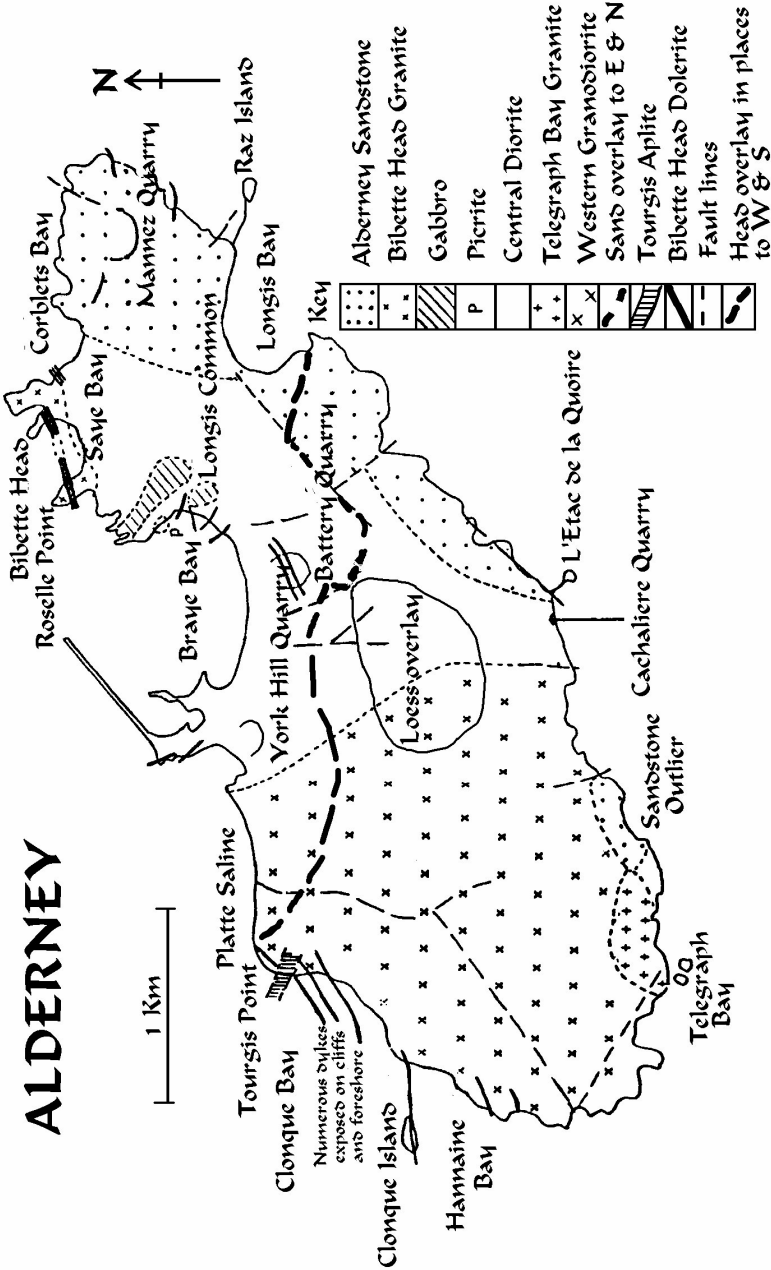 ALDERNEY
1 Km
N
Corblets Bay
Mannez Quarry
Raz Island
Bibette Head
Roselle Point
Saye Bay
Longis Common
Longis Bay
Braye Bay
York Hill Quarry
Battery Quarry
Loess overlay
L'Etac de la Quoire
Cachaliere Quarry
Platte Saline
Tourgis Point
Clonque Bay
Numerous dykes
exposed on cliffs
and foreshore
Clonque Island
Hannaine
Bay
Telegraph
Bay
Sandstone
Outlier
P
Key
Alderney Sandstone
Bibette Head Granite
Gabbro
P
Picrite
Central Diorite
Telegraph Bay Granite
Western Granodiorite
Sand overlay to E & N
Tourgis Aplite
Bibette Head Dolerite
Fault lines
Head overlay in places
to W & S